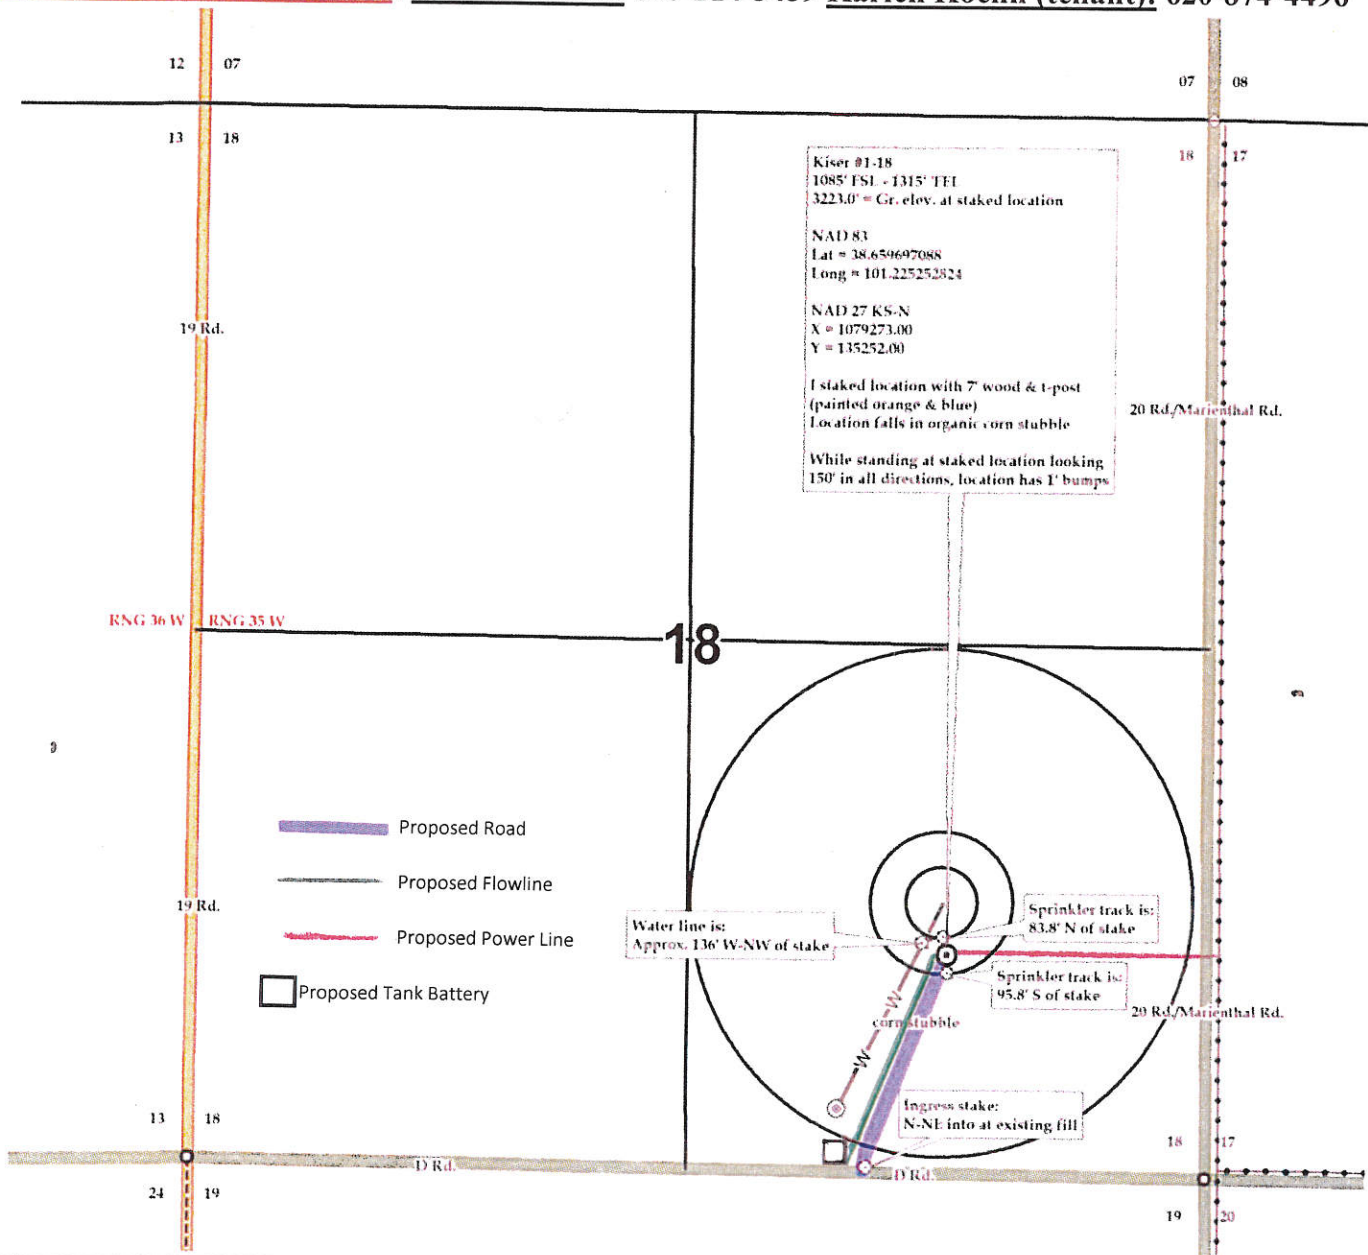 (tenant): 620-874-4496
12 07
07 08
13 18
18 17
Kiser #1-18
1085' FSL - 1315' FEL
3223.0' = Gr. elev. at staked location
NAD 83
Lat = 38.659697088
Long = 101.225252824
NAD 27 KS-N
X = 1079273.00
Y = 135252.00
I staked location with 7' wood & t-post
(painted orange & blue)
Location falls in organic corn stubble
While standing at staked location looking
150' in all directions, location has 1' bumps
19 Rd.
20 Rd./Marienthal Rd.
RNG 36 W RNG 35 W
18
Proposed Road
Proposed Flowline
Proposed Power Line
Proposed Tank Battery
19 Rd.
Water line is:
Approx. 136' W-NW of stake
Sprinkler track is:
83.8' N of stake
Sprinkler track is:
95.8' S of stake
20 Rd./Marienthal Rd.
W
corn stubble
W
Ingress stake:
N-NE into at existing fill
13 18
18 17
D Rd.
D Rd.
24 19
19 20